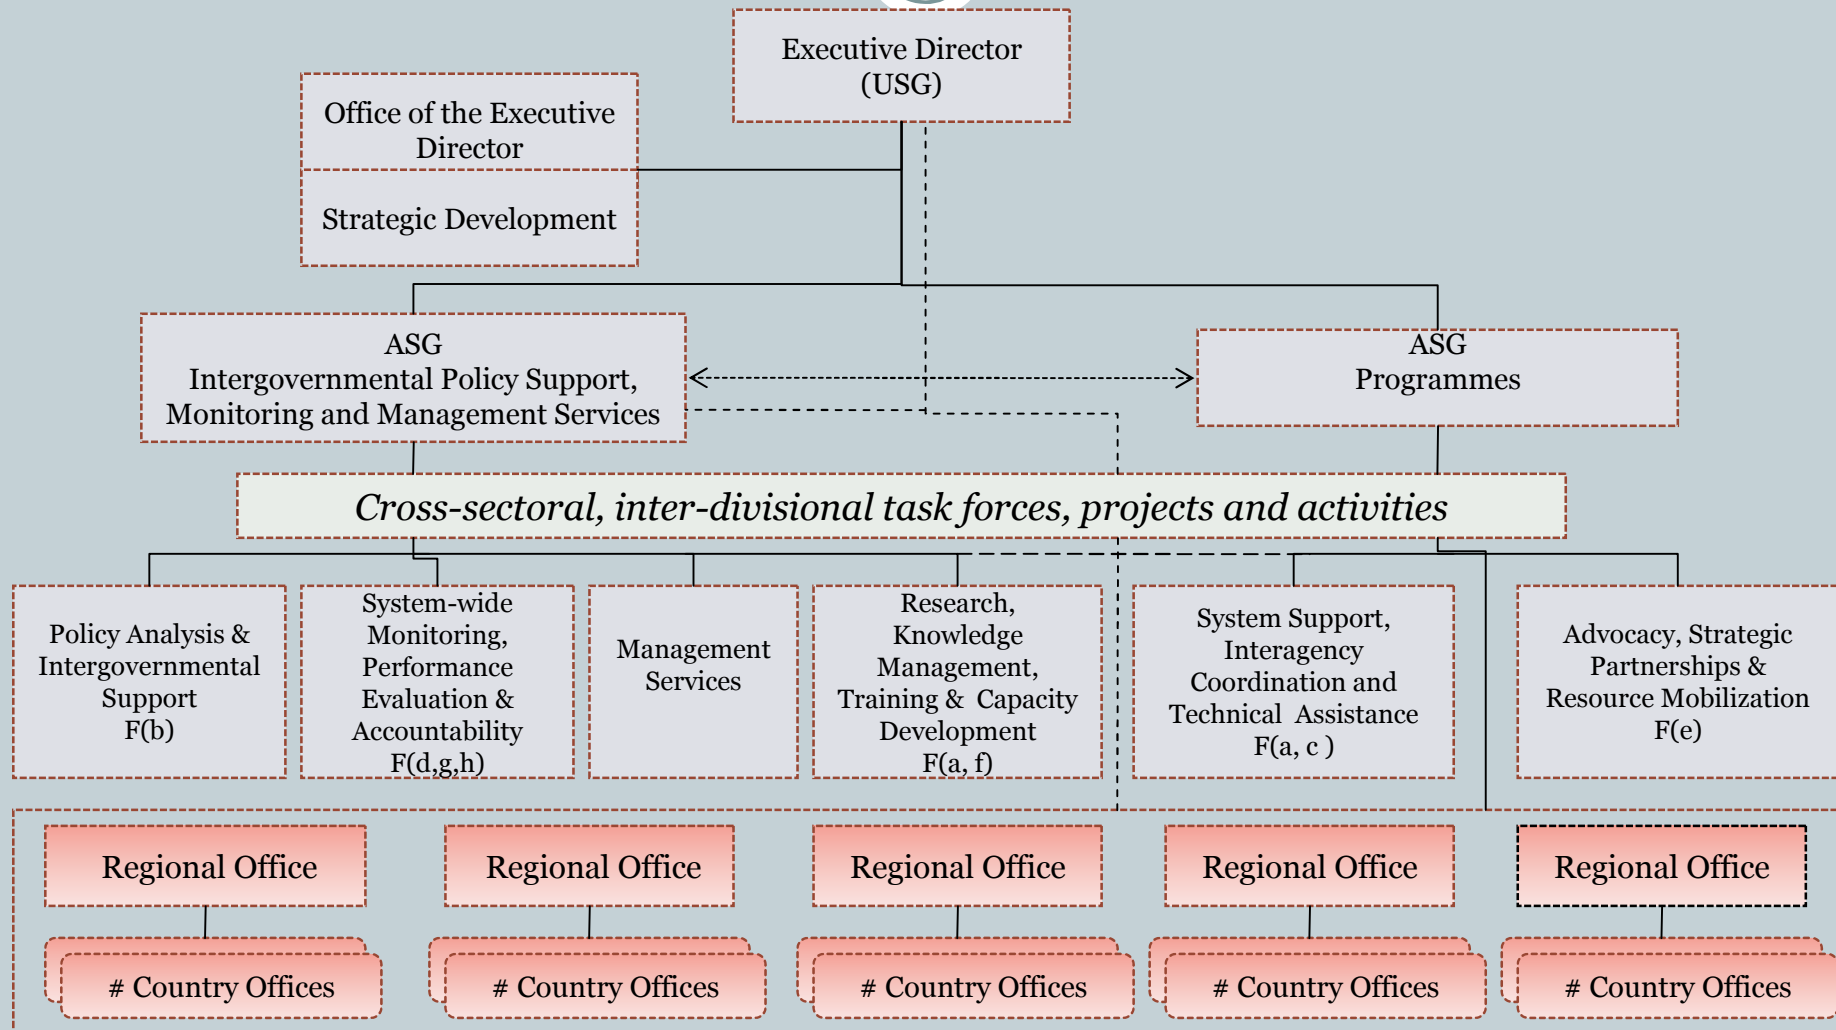 Executive Director
(USG)
Office of the Executive
Director
Strategic Development
ASG
Intergovernmental Policy Support,
Monitoring and Management Services
ASG
Programmes
Cross-sectoral, inter-divisional task forces, projects and activities
Policy Analysis &
Intergovernmental
Support
F(b)
System-wide
Monitoring,
Performance
Evaluation &
Accountability
F(d,g,h)
Management
Services
Research,
Knowledge
Management,
Training & Capacity
Development
F(a, f)
System Support,
Interagency
Coordination and
Technical Assistance
F(a, c )
Advocacy, Strategic
Partnerships &
Resource Mobilization
F(e)
Regional Office
Regional Office
Regional Office
Regional Office
Regional Office
# Country Offices
# Country Offices
# Country Offices
# Country Offices
# Country Offices